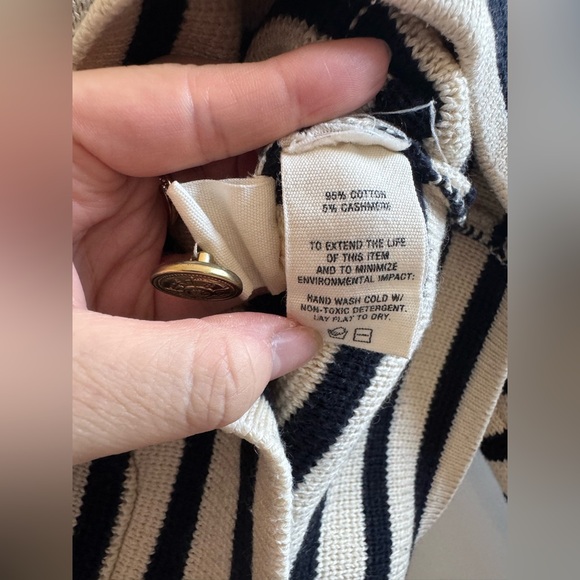 95% COTTON
5% CASHMERE
TO EXTEND THE LIFE
OF THIS ITEM
AND TO MINIMIZE
ENVIRONMENTAL IMPACT:
HAND WASH COLD W/
NON-TOXIC DETERGENT.
LAY FLAT TO DRY.